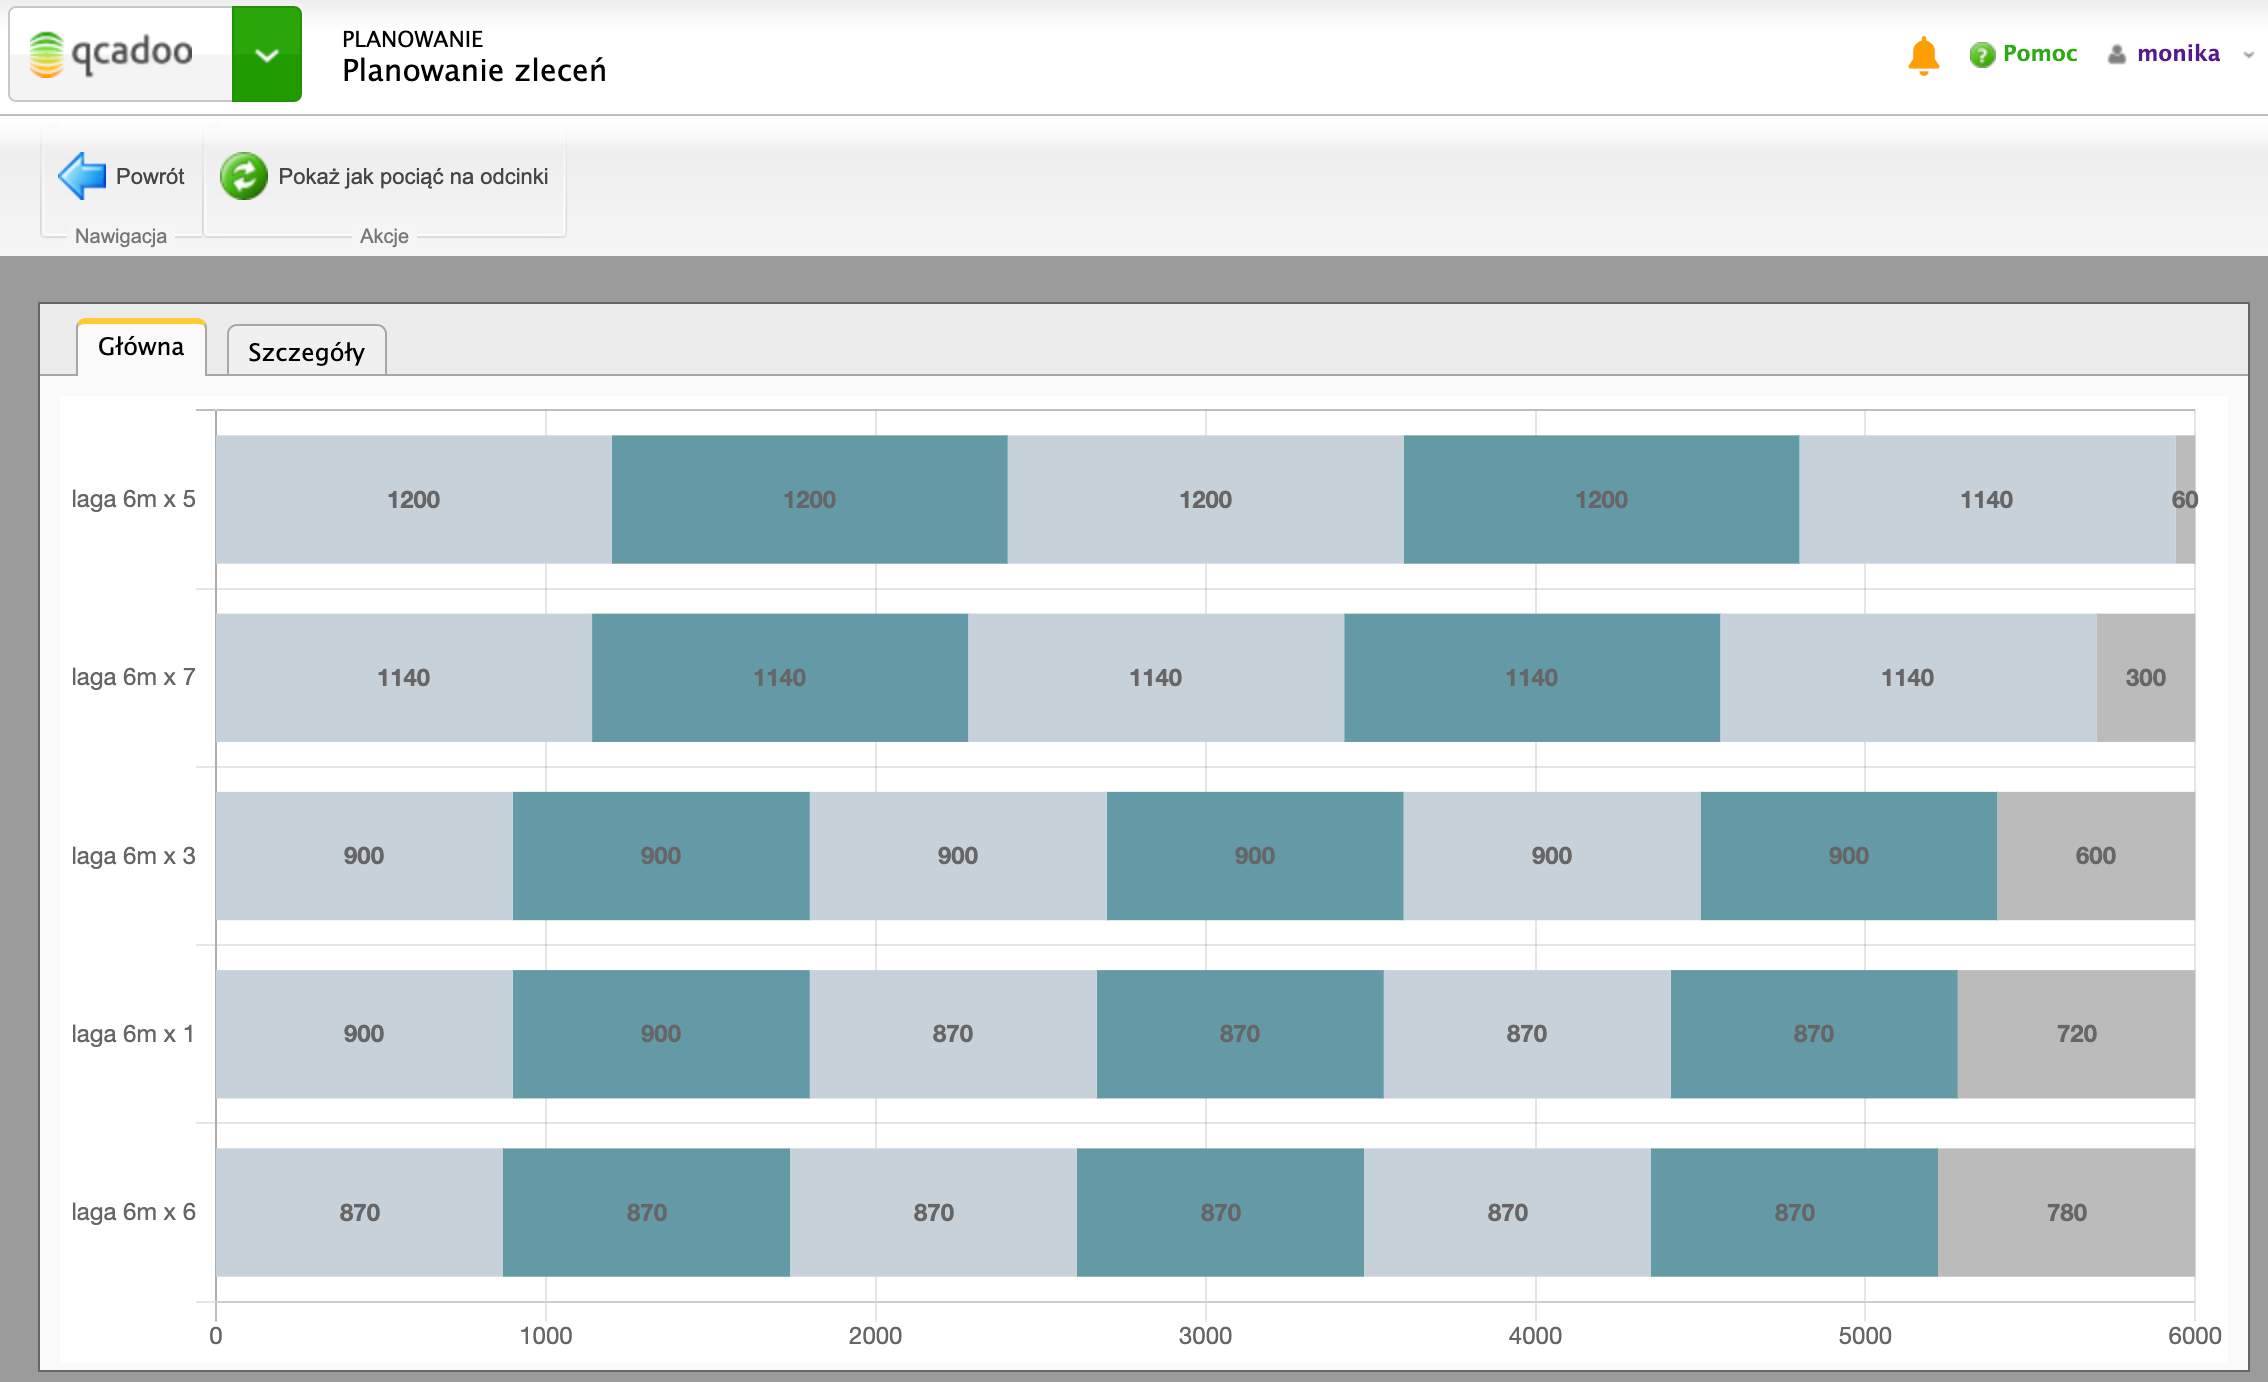 qcadoo
PLANOWANIE
Planowanie zleceń
Pomoc
monika
Powrót
Pokaż jak pociąć na odcinki
Nawigacja
Akcje
Główna
Szczegóły
laga 6m x 5 1200 1200 1200 1200 1140 60
laga 6m x 7 1140 1140 1140 1140 1140 300
laga 6m x 3 900 900 900 900 900 900 600
laga 6m x 1 900 900 870 870 870 870 720
laga 6m x 6 870 870 870 870 870 870 780
0 1000 2000 3000 4000 5000 6000